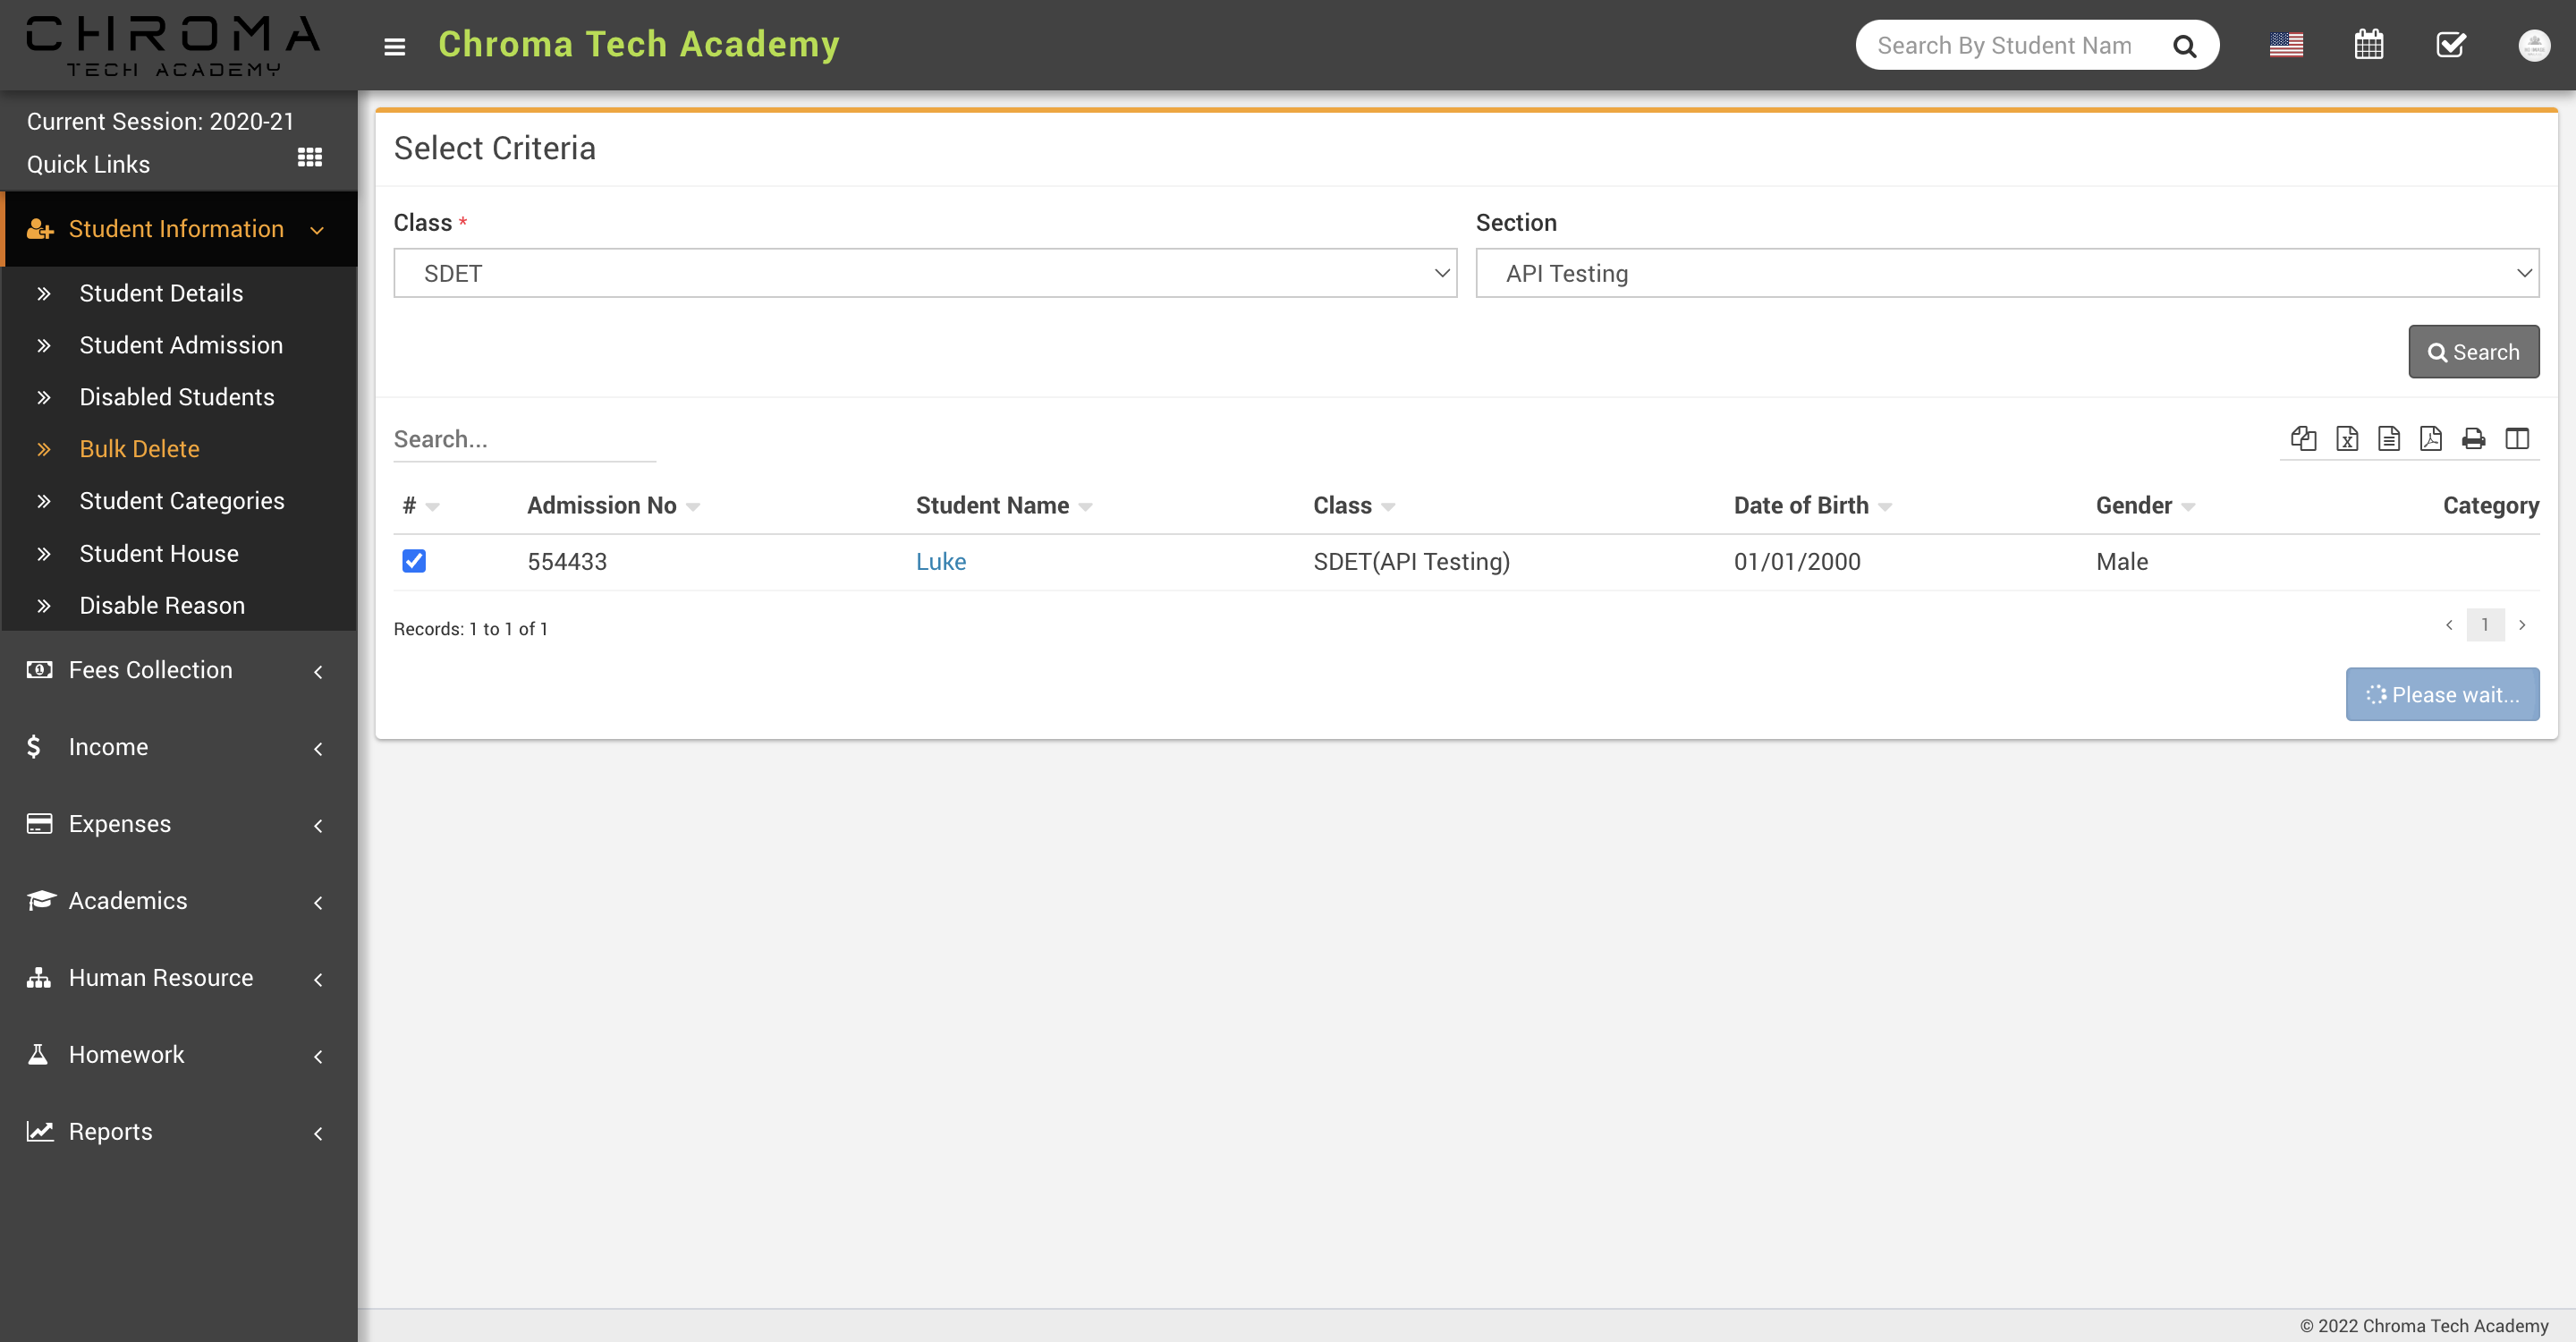 CHROMA
TECH ACADEMY
Chroma Tech Academy
Search By Student Nam
Current Session: 2020-21
Quick Links
Student Information
Student Details
Student Admission
Disabled Students
Bulk Delete
Student Categories
Student House
Disable Reason
Fees Collection
Income
Expenses
Academics
Human Resource
Homework
Reports
Select Criteria
Class * Section
SDET API Testing
Search
Search...
# Admission No Student Name Class Date of Birth Gender Category
554433 Luke SDET(API Testing) 01/01/2000 Male
Records: 1 to 1 of 1
1
Please wait...
© 2022 Chroma Tech Academy